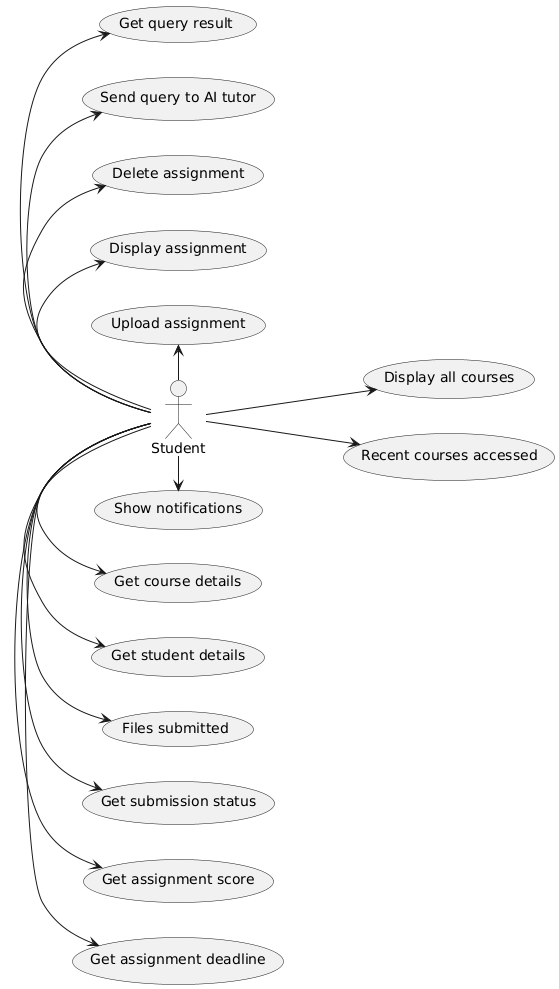 Get query result
Send query to AI tutor
Delete assignment
Display assignment
Upload assignment
Display all courses
Student
Recent courses accessed
Show notifications
Get course details
Get student details
Files submitted
Get submission status
Get assignment score
Get assignment deadline